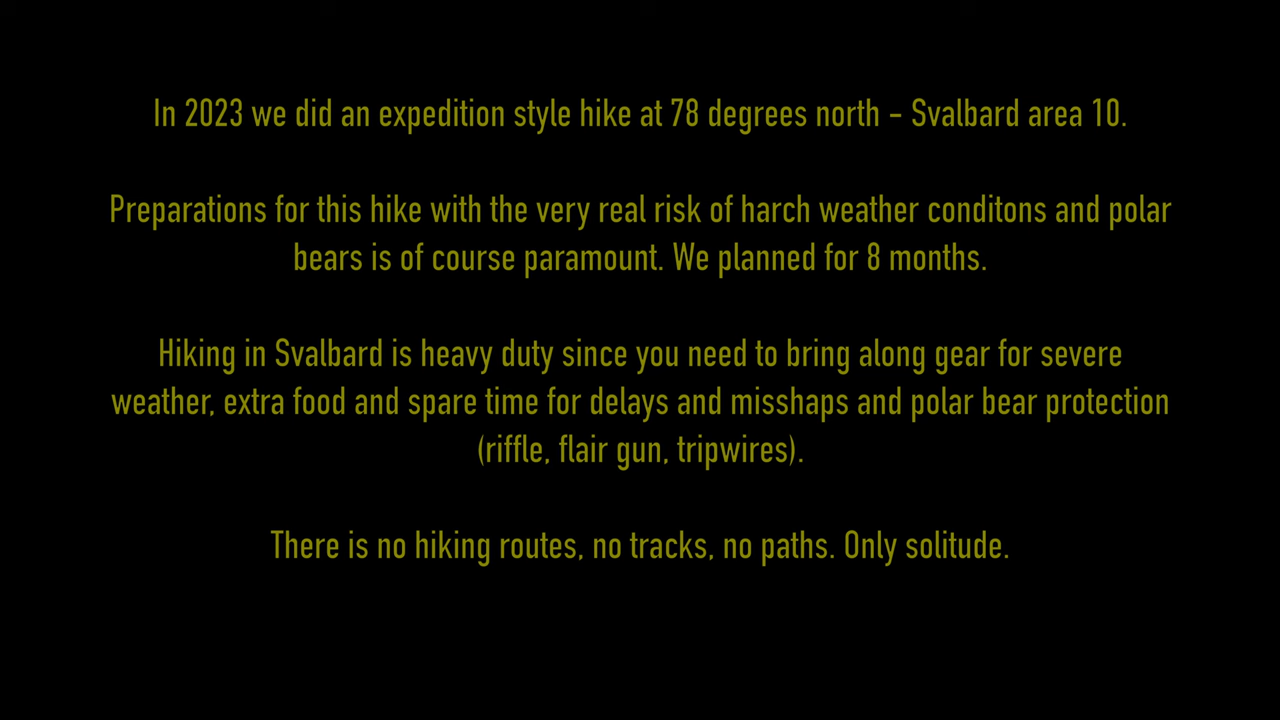 In 2023 we did an expedition style hike at 78 degrees north - Svalbard area 10.
Preparations for this hike with the very real risk of harch weather conditons and polar
bears is of course paramount. We planned for 8 months.
Hiking in Svalbard is heavy duty since you need to bring along gear for severe
weather, extra food and spare time for delays and misshaps and polar bear protection
(riffle, flair gun, tripwires).
There is no hiking routes, no tracks, no paths. Only solitude.